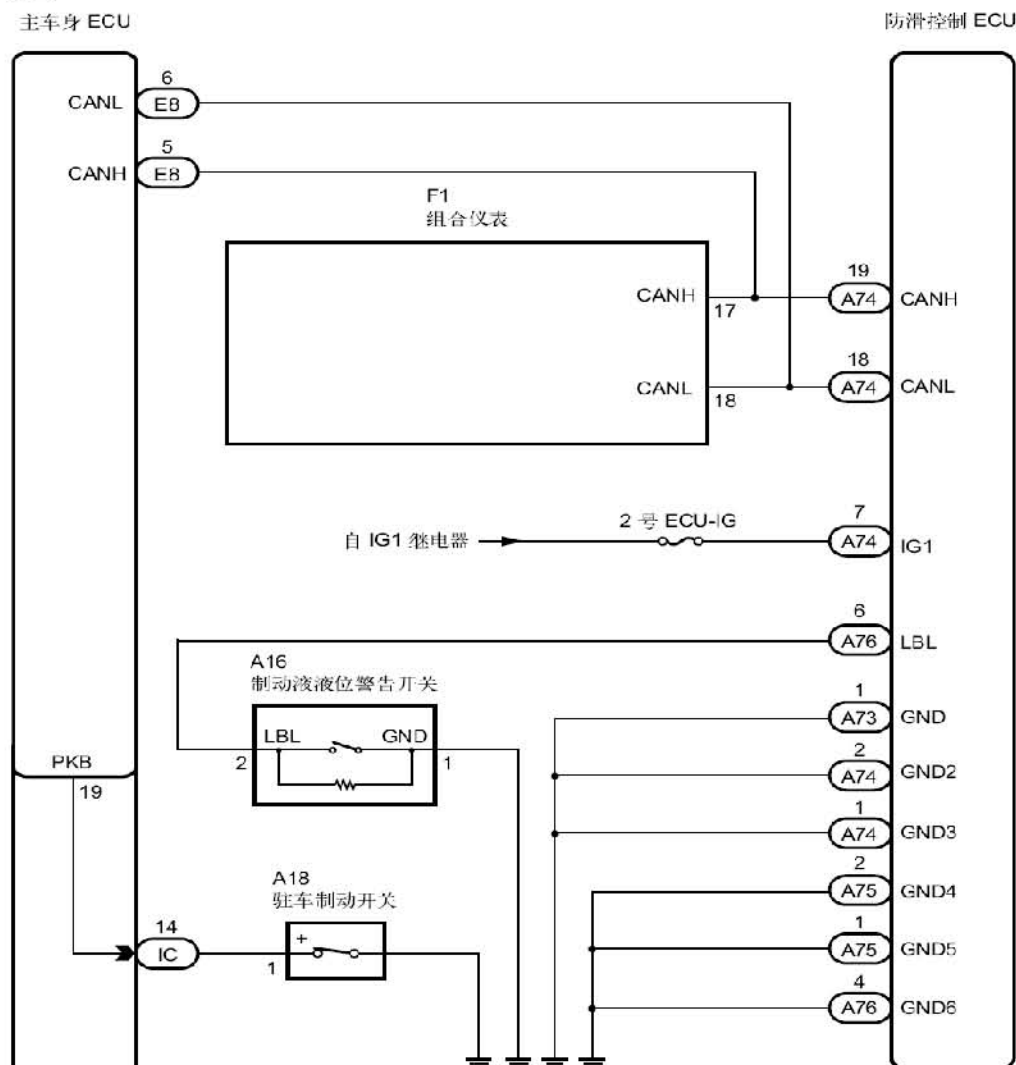 主车身 ECU
防滑控制 ECU
6
CANL
E8
5
CANH
E8
F1
组合仪表
CANH
17
19
A74
CANH
CANL
18
18
A74
CANL
自 IG1 继电器
2 号 ECU-IG
7
A74
IG1
6
A76
LBL
A16
制动液液位警告开关
LBL
GND
2
1
1
A73
GND
2
A74
GND2
1
A74
GND3
2
A75
GND4
1
A75
GND5
4
A76
GND6
PKB
19
A18
驻车制动开关
14
IC
+
1